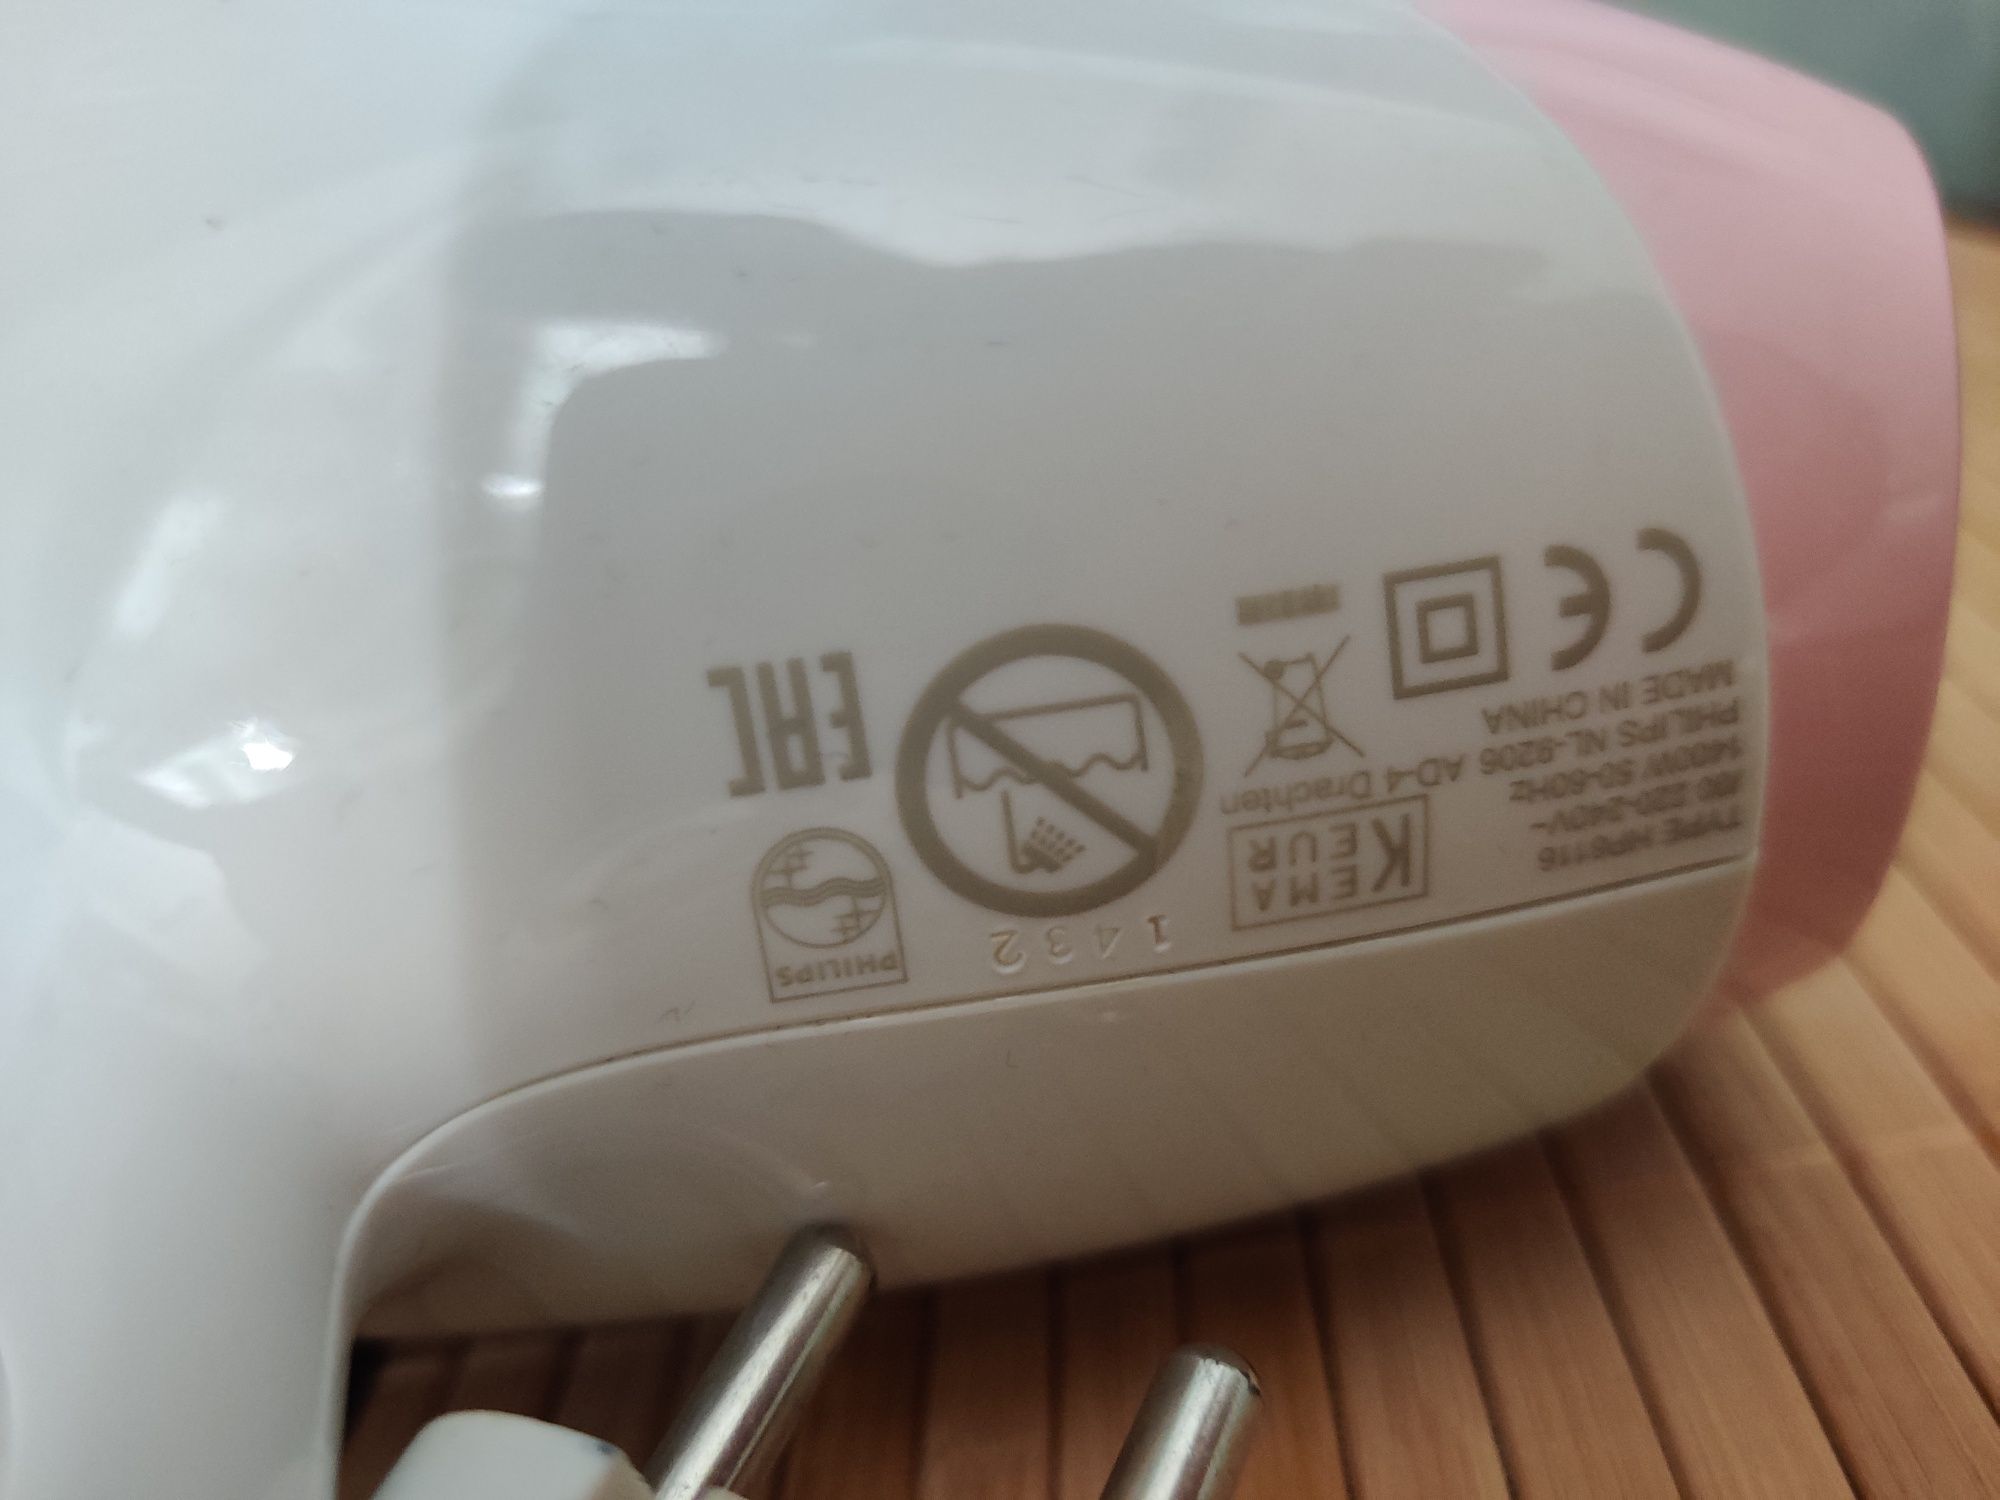 TYPE HP8116
220-240V~
1400W 50-60Hz
PHILIPS NL-9206 AD-4 Drachten
MADE IN CHINA
KEMA
KEUR
CE
1432
PHILIPS
EAC